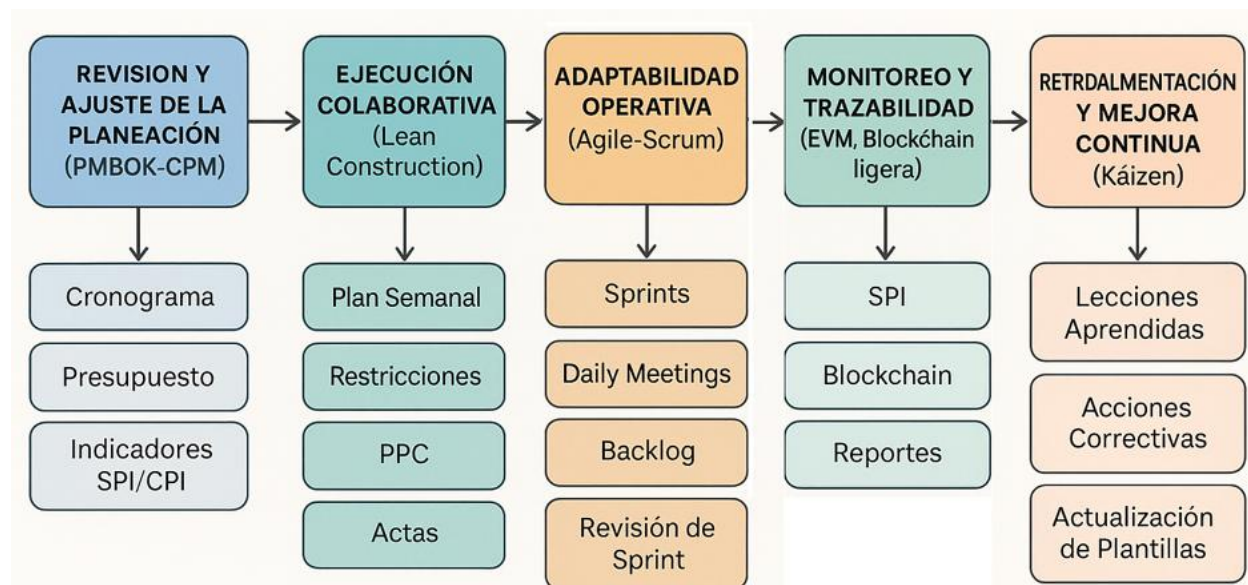 REVISION Y
AJUSTE DE LA
PLANEACIÓN
(PMBOK-CPM)
Cronograma
Presupuesto
Indicadores
SPI/CPI
EJECUCIÓN
COLABORATIVA
(Lean
Construction)
Plan Semanal
Restricciones
PPC
Actas
ADAPTABILIDAD
OPERATIVA
(Agile-Scrum)
Sprints
Daily Meetings
Backlog
Revisión de
Sprint
MONITOREO Y
TRAZABILIDAD
(EVM, Blockćhain
ligera)
SPI
Blockchain
Reportes
RETRDALMENTACIÓN
Y MEJORA
CONTINUA
(Káizen)
Lecciones
Aprendidas
Acciones
Correctivas
Actualización
de Plantillas